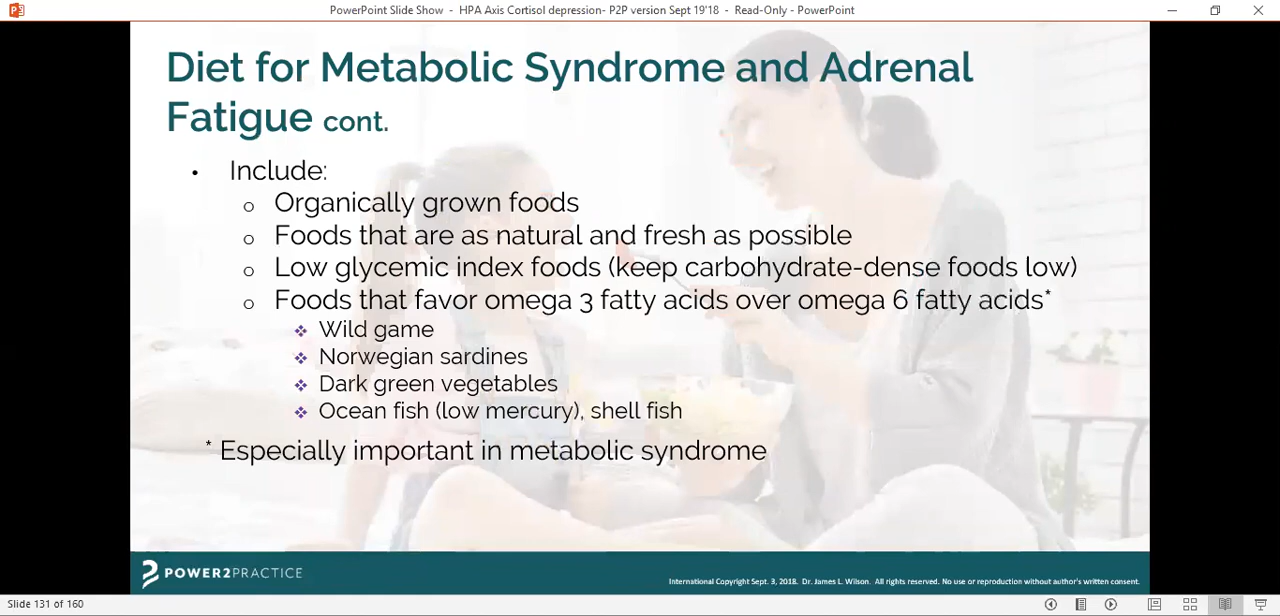 PowerPoint Slide Show - HPA Axis Cortisol depression- P2P version Sept 19'18 - Read-Only - PowerPoint
Diet for Metabolic Syndrome and Adrenal
Fatigue cont.
• Include:
o Organically grown foods
o Foods that are as natural and fresh as possible
o Low glycemic index foods (keep carbohydrate-dense foods low)
o Foods that favor omega 3 fatty acids over omega 6 fatty acids*
❖ Wild game
❖ Norwegian sardines
❖ Dark green vegetables
❖ Ocean fish (low mercury), shell fish
* Especially important in metabolic syndrome
POWER2PRACTICE
International Copyright Sept. 3, 2018. Dr. James L. Wilson. All rights reserved. No use or reproduction without author's written consent.
Slide 131 of 160